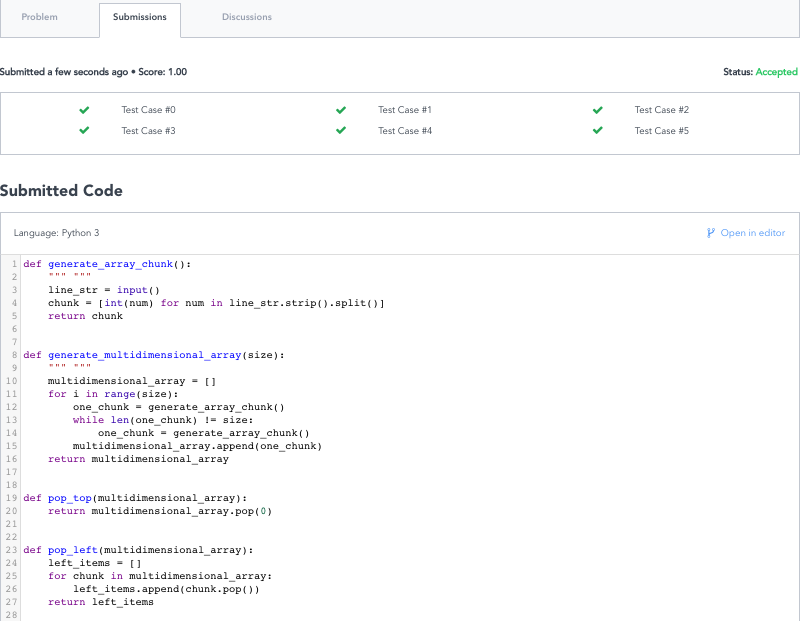 Problem Submissions Discussions
Submitted a few seconds ago • Score: 1.00 Status: Accepted
Test Case #0 Test Case #1 Test Case #2
Test Case #3 Test Case #4 Test Case #5
Submitted Code
Language: Python 3 Open in editor
1 def generate_array_chunk():
2     """ """
3     line_str = input()
4     chunk = [int(num) for num in line_str.strip().split()]
5     return chunk
6
7
8 def generate_multidimensional_array(size):
9     """ """
10     multidimensional_array = []
11     for i in range(size):
12         one_chunk = generate_array_chunk()
13         while len(one_chunk) != size:
14             one_chunk = generate_array_chunk()
15         multidimensional_array.append(one_chunk)
16     return multidimensional_array
17
18
19 def pop_top(multidimensional_array):
20     return multidimensional_array.pop(0)
21
22
23 def pop_left(multidimensional_array):
24     left_items = []
25     for chunk in multidimensional_array:
26         left_items.append(chunk.pop())
27     return left_items
28